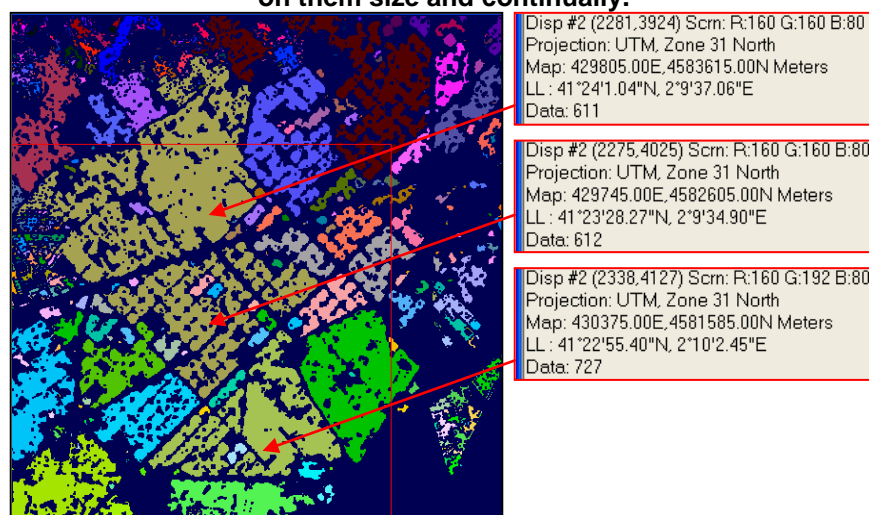 on them size and continually.
Disp #2 (2281,3924) Scrn: R:160 G:160 B:80
Projection: UTM, Zone 31 North
Map: 429805.00E,4583615.00N Meters
LL : 41°24'1.04"N, 2°9'37.06"E
Data: 611
Disp #2 (2275,4025) Scrn: R:160 G:160 B:80
Projection: UTM, Zone 31 North
Map: 429745.00E,4582605.00N Meters
LL : 41°23'28.27"N, 2°9'34.90"E
Data: 612
Disp #2 (2338,4127) Scrn: R:160 G:192 B:80
Projection: UTM, Zone 31 North
Map: 430375.00E,4581585.00N Meters
LL : 41°22'55.40"N, 2°10'2.45"E
Data: 727